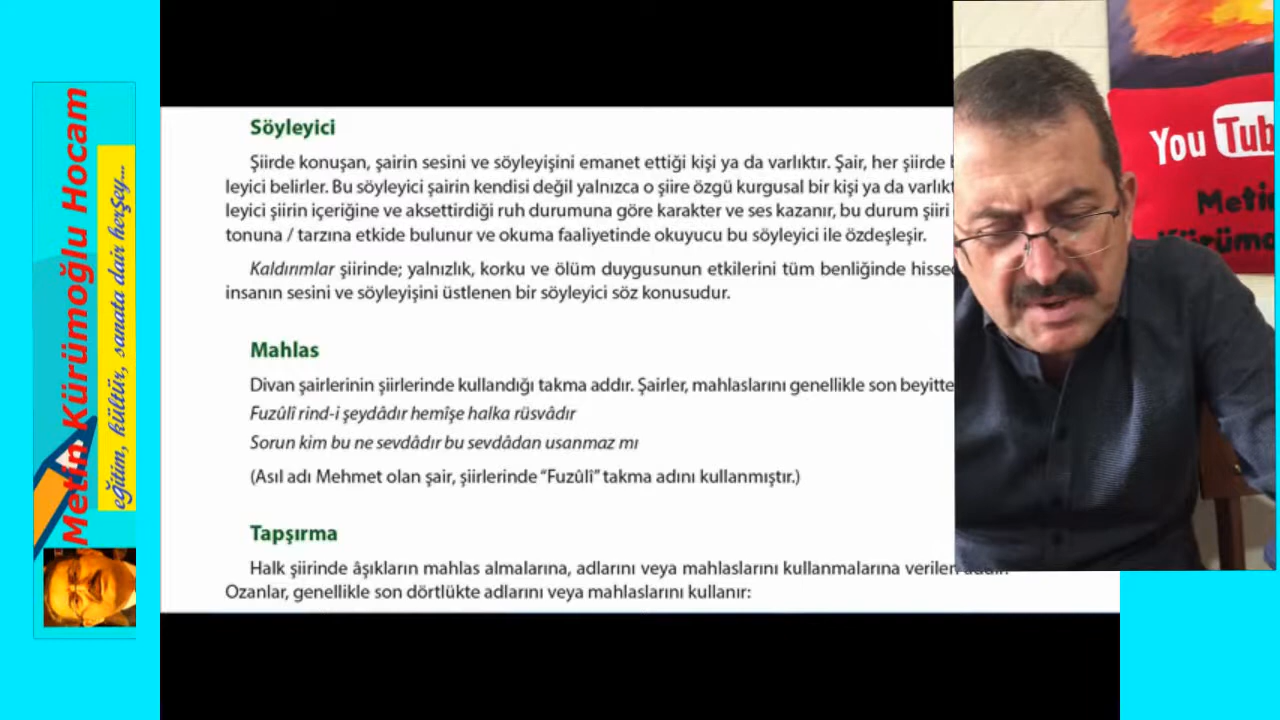 Metin Kürümoğlu Hocam
eğitim, kültür, sanata dair herşey...
Söyleyici
Şiirde konuşan, şairin sesini ve söyleyişini emanet ettiği kişi ya da varlıktır. Şair, her şiirde
leyici belirler. Bu söyleyici şairin kendisi değil yalnızca o şiire özgü kurgusal bir kişi ya da
leyici şiirin içeriğine ve aksettirdiği ruh durumuna göre karakter ve ses kazanır, bu durum şiiri
tonuna / tarzına etkide bulunur ve okuma faaliyetinde okuyucu bu söyleyici ile özdeşleşir.
Kaldırımlar şiirinde; yalnızlık, korku ve ölüm duygusunun etkilerini tüm benliğinde
insanın sesini ve söyleyişini üstlenen bir söyleyici söz konusudur.
Mahlas
Divan şairlerinin şiirlerinde kullandığı takma addır. Şairler, mahlaslarını genellikle son beyitte
Fuzûlî rind-i şeydâdır hemîşe halka rüsvâdır
Sorun kim bu ne sevdâdır bu sevdâdan usanmaz mı
(Asıl adı Mehmet olan şair, şiirlerinde “Fuzûlî” takma adını kullanmıştır.)
Tapşırma
Halk şiirinde âşıkların mahlas almalarına, adlarını veya mahlaslarını kullanmalarına verilen
Ozanlar, genellikle son dörtlükte adlarını veya mahlaslarını kullanır:
You Tub
Metin